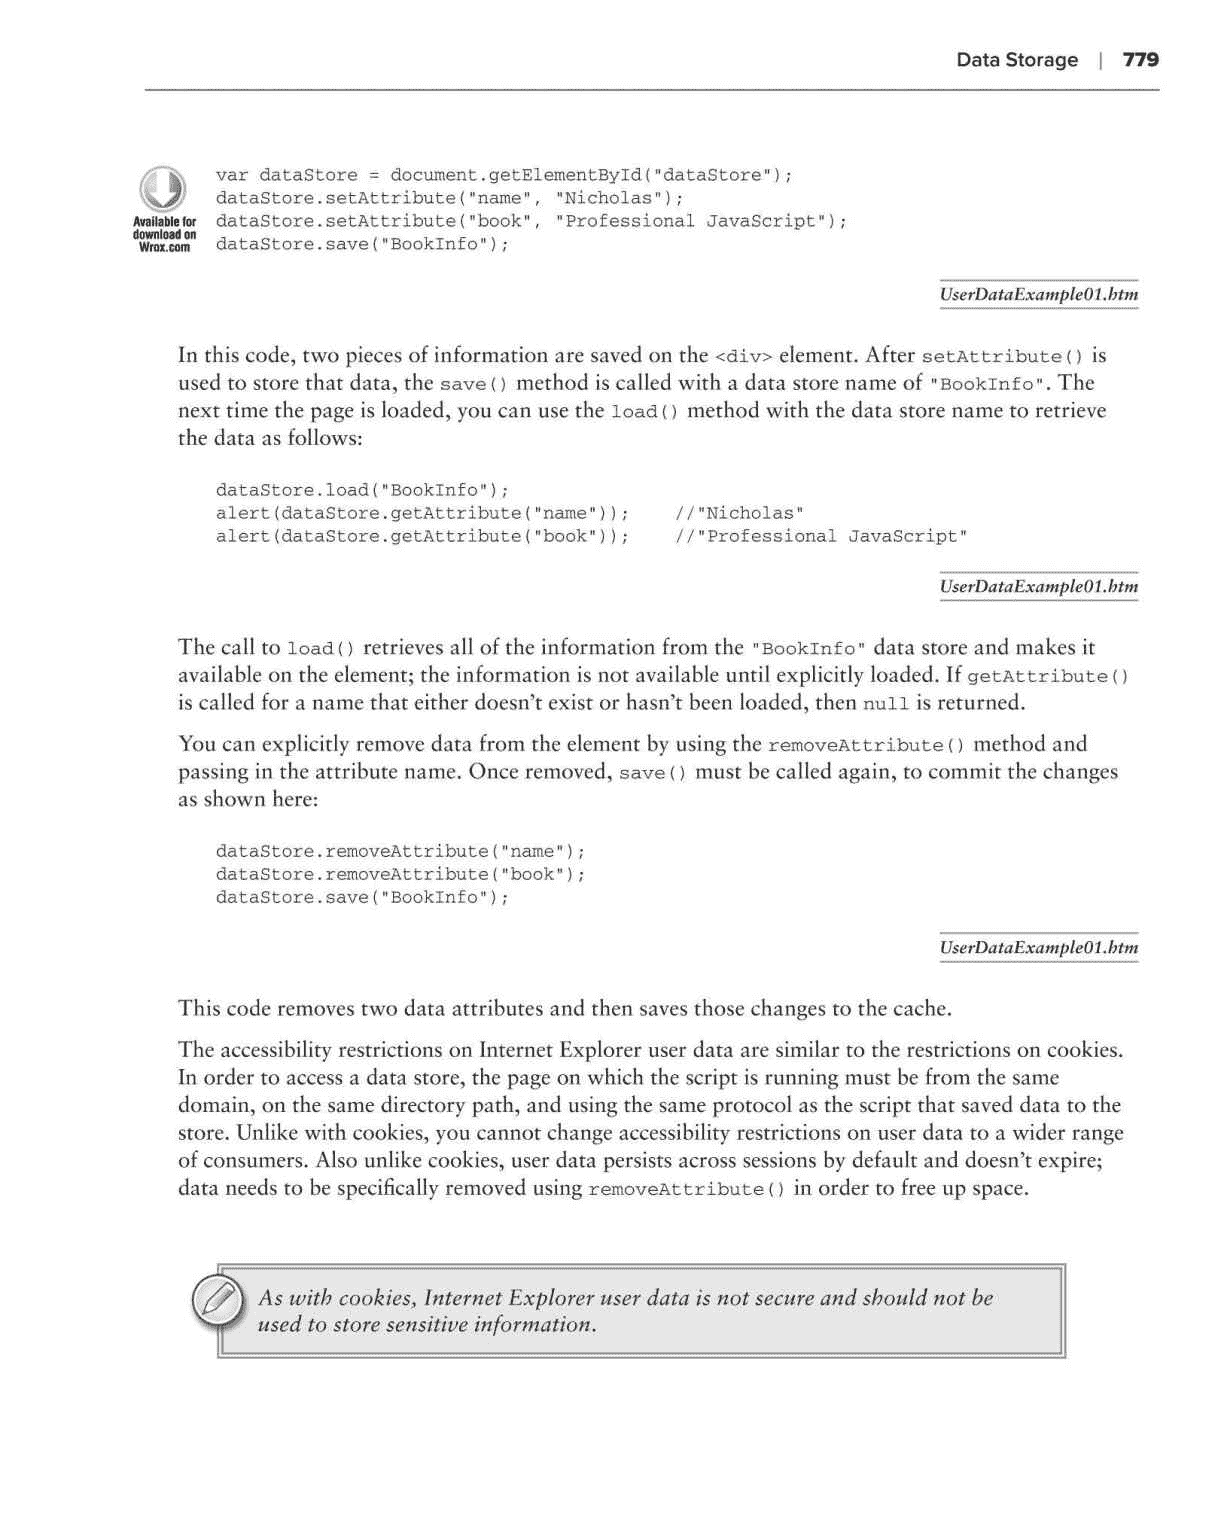 Data Storage | 779
var dataStore = document.getElementById("dataStore");
dataStore.setAttribute("name", "Nicholas");
dataStore.setAttribute("book", "Professional JavaScript");
dataStore.save("BookInfo");
Available for
download on
Wrox.com
UserDataExample01.htm
In this code, two pieces of information are saved on the <div> element. After setAttribute() is
used to store that data, the save() method is called with a data store name of "BookInfo". The
next time the page is loaded, you can use the load() method with the data store name to retrieve
the data as follows:
dataStore.load("BookInfo");
alert(dataStore.getAttribute("name")); //"Nicholas"
alert(dataStore.getAttribute("book")); //"Professional JavaScript"
UserDataExample01.htm
The call to load() retrieves all of the information from the "BookInfo" data store and makes it
available on the element; the information is not available until explicitly loaded. If getAttribute()
is called for a name that either doesn’t exist or hasn’t been loaded, then null is returned.
You can explicitly remove data from the element by using the removeAttribute() method and
passing in the attribute name. Once removed, save() must be called again, to commit the changes
as shown here:
dataStore.removeAttribute("name");
dataStore.removeAttribute("book");
dataStore.save("BookInfo");
UserDataExample01.htm
This code removes two data attributes and then saves those changes to the cache.
The accessibility restrictions on Internet Explorer user data are similar to the restrictions on cookies.
In order to access a data store, the page on which the script is running must be from the same
domain, on the same directory path, and using the same protocol as the script that saved data to the
store. Unlike with cookies, you cannot change accessibility restrictions on user data to a wider range
of consumers. Also unlike cookies, user data persists across sessions by default and doesn’t expire;
data needs to be specifically removed using removeAttribute() in order to free up space.
As with cookies, Internet Explorer user data is not secure and should not be
used to store sensitive information.